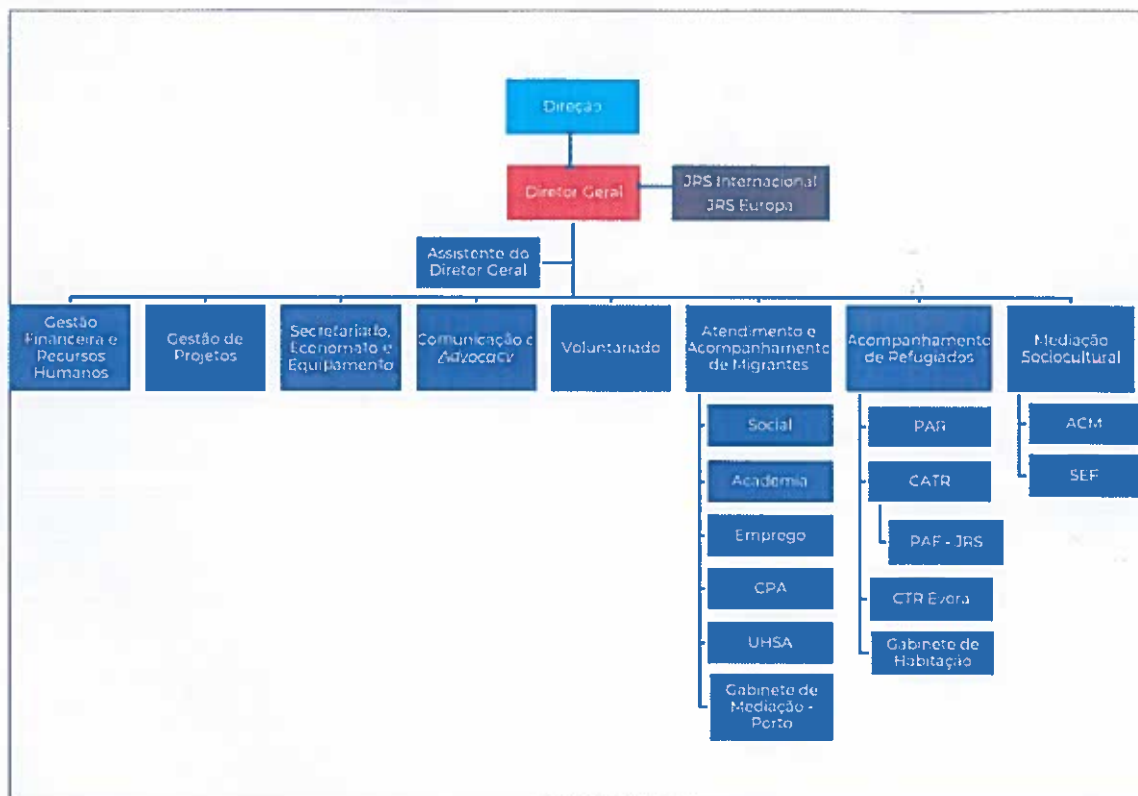 Direção
Diretor Geral
JRS Internacional
JRS Europa
Assistente do
Diretor Geral
Gestão
Financeira e
Recursos
Humanos
Gestão de
Projetos
Secretariado,
Economato e
Equipamento
Comunicação e
Advocacy
Voluntariado
Atendimento e
Acompanhamento
de Migrantes
Acompanhamento
de Refugiados
Mediação
Sociocultural
Social
Academia
Emprego
CPA
UHSA
Gabinete de
Mediação -
Porto
PAR
CATR
PAF - JRS
CTR Évora
Gabinete de
Habitação
ACM
SEF